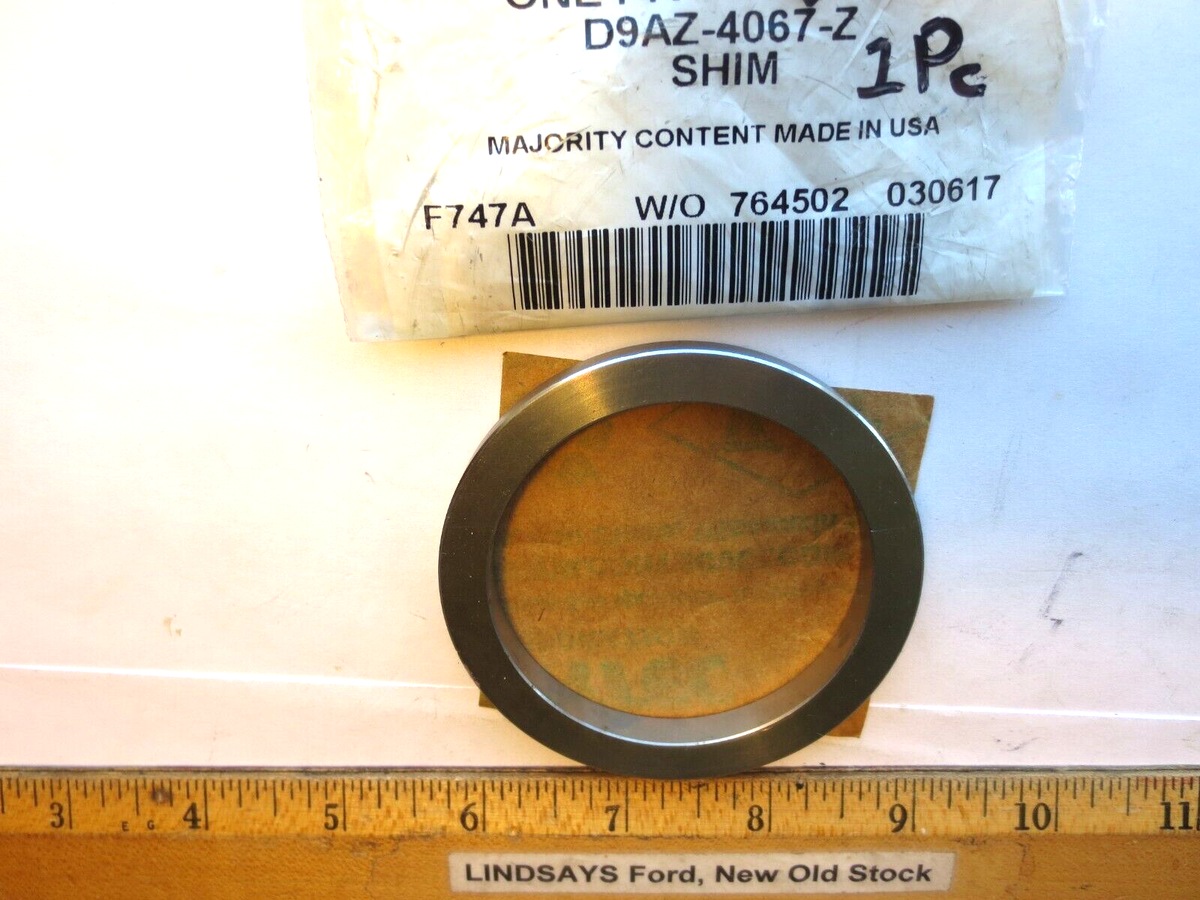 D9AZ-4067-Z
SHIM 1Pc
MAJORITY CONTENT MADE IN USA
F747A W/O 764502 030617
3 4 5 6 7 8 9 10 11
E G
LINDSAYS Ford, New Old Stock